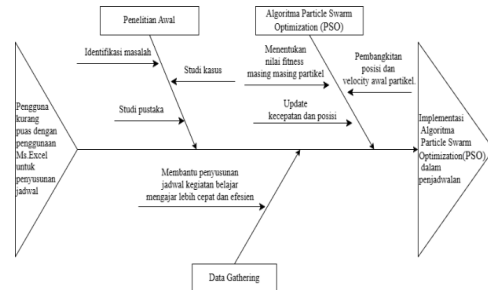 Penelitian Awal
Algoritma Particle Swarm
Optimization (PSO)
Identifikasi masalah
Studi kasus
Studi pustaka
Menentukan
nilai fitness
masing masing partikel
Pembangkitan
posisi dan
velocity awal partikel.
Update
kecepatan dan posisi
Pengguna
kurang
puas dengan
penggunaan
Ms.Excel
untuk
penyusunan
jadwal
Implementasi
Algoritma
Particle Swarm
Optimization(PSO)
dalam
penjadwalan
Membantu penyusunan
jadwal kegiatan belajar
mengajar lebih cepat dan efesien
Data Gathering